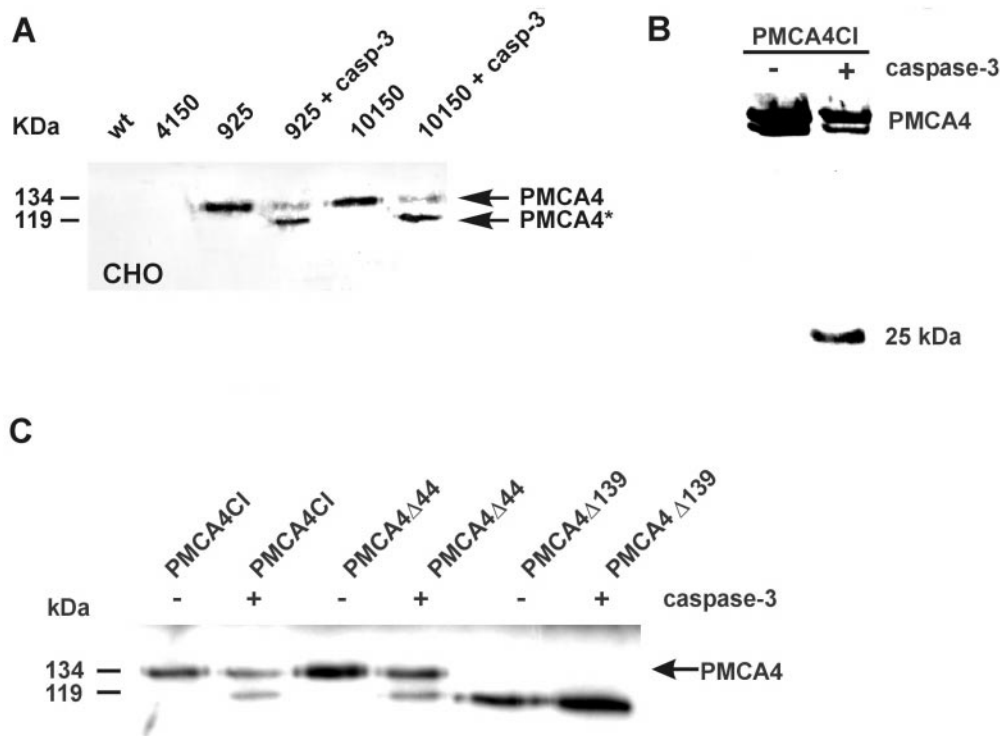 A
KDa
wt 4150 925 925 + casp-3 10150 10150 + casp-3
134 PMCA4
119 PMCA4*
CHO
B
PMCA4CI
- + caspase-3
PMCA4
25 kDa
C
PMCA4CI PMCA4CI PMCA4Δ44 PMCA4Δ44 PMCA4Δ139 PMCA4 Δ139
kDa - + - + - + caspase-3
134 PMCA4
119